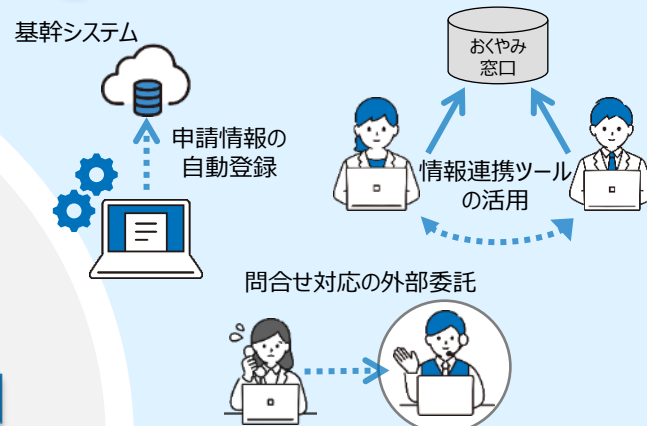 基幹システム
おくやみ
窓口
申請情報の
自動登録
情報連携ツール
の活用
問合せ対応の外部委託